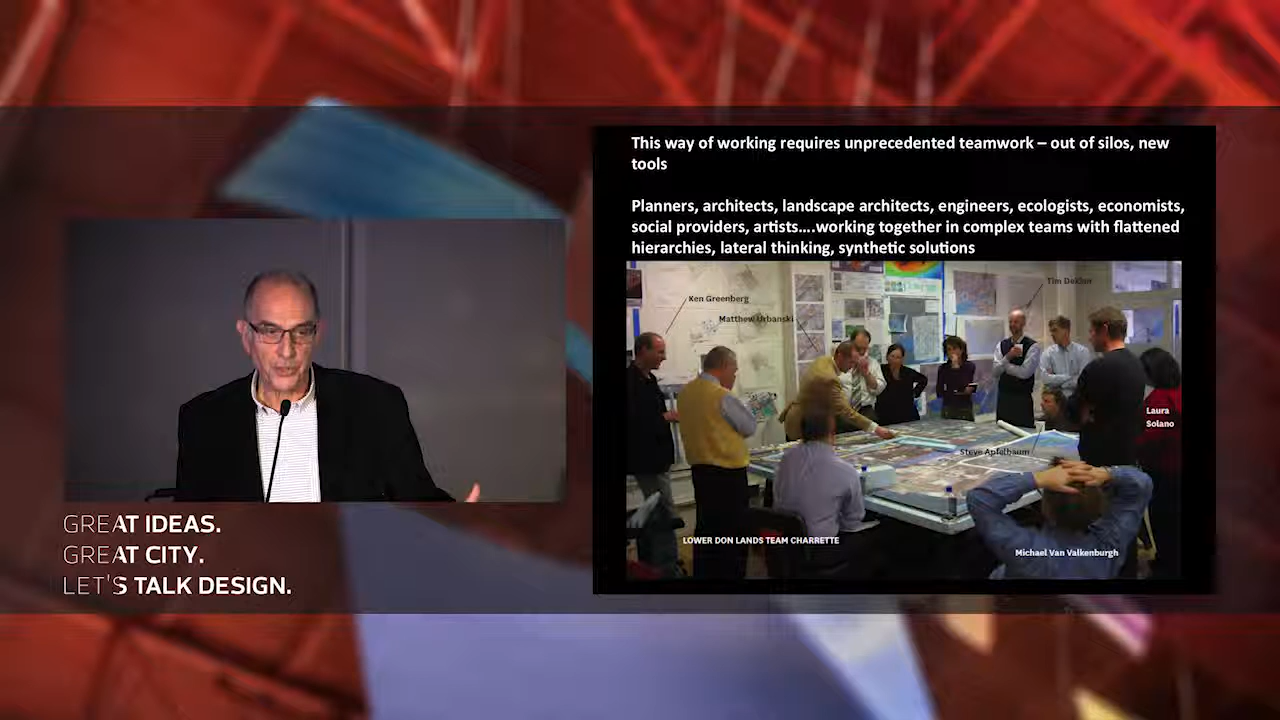 This way of working requires unprecedented teamwork – out of silos, new
tools
Planners, architects, landscape architects, engineers, ecologists, economists,
social providers, artists....working together in complex teams with flattened
hierarchies, lateral thinking, synthetic solutions
Ken Greenberg
Matthew Urbanski
Tim Dekker
Laura
Solano
Steve Apfelbaum
LOWER DON LANDS TEAM CHARRETTE
Michael Van Valkenburgh
GREAT IDEAS.
GREAT CITY.
LET'S TALK DESIGN.